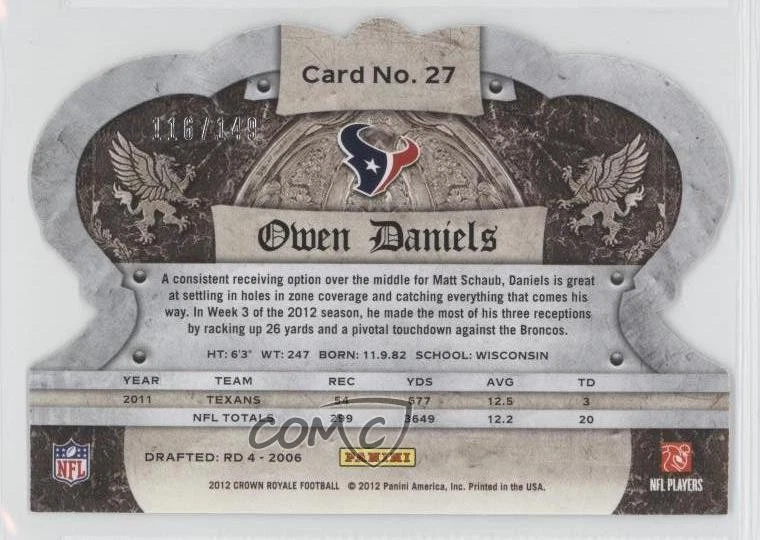 Card No. 27
116/149
Owen Daniels
A consistent receiving option over the middle for Matt Schaub, Daniels is great
at settling in holes in zone coverage and catching everything that comes his
way. In Week 3 of the 2012 season, he made the most of his three receptions
by racking up 26 yards and a pivotal touchdown against the Broncos.
HT: 6'3" WT: 247 BORN: 11.9.82 SCHOOL: WISCONSIN
YEAR TEAM REC YDS AVG TD
2011 TEXANS 54 677 12.5 3
NFL TOTALS 299 3649 12.2 20
COMC
NFL
DRAFTED: RD 4 - 2006
PANINI
NFL PLAYERS
2012 CROWN ROYALE FOOTBALL © 2012 Panini America, Inc. Printed in the USA.